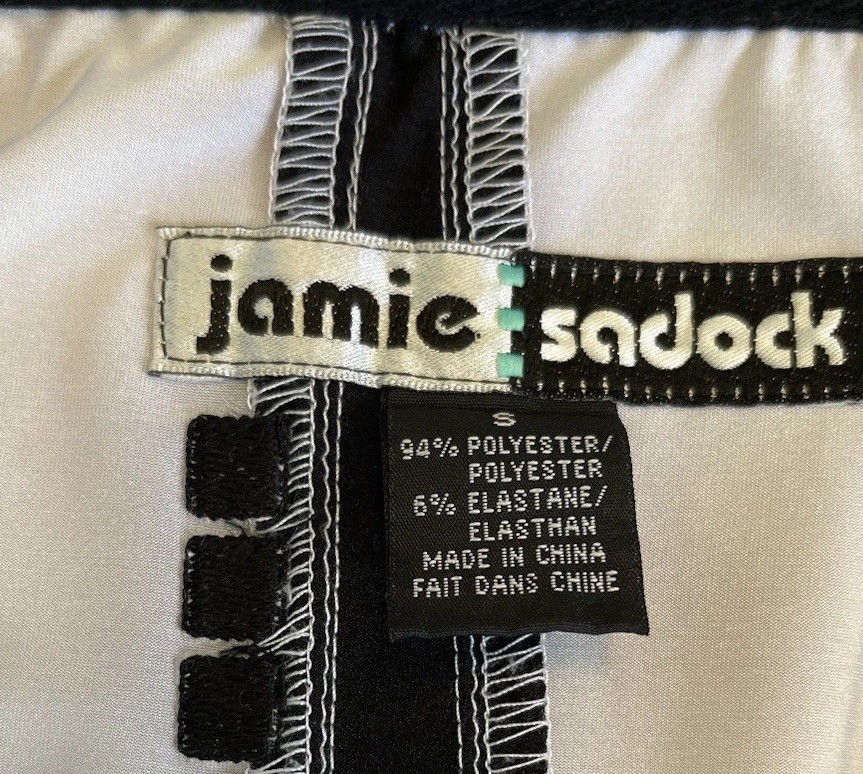 jamie sadock
S
94% POLYESTER/
POLYESTER
6% ELASTANE/
ELASTHAN
MADE IN CHINA
FAIT DANS CHINE